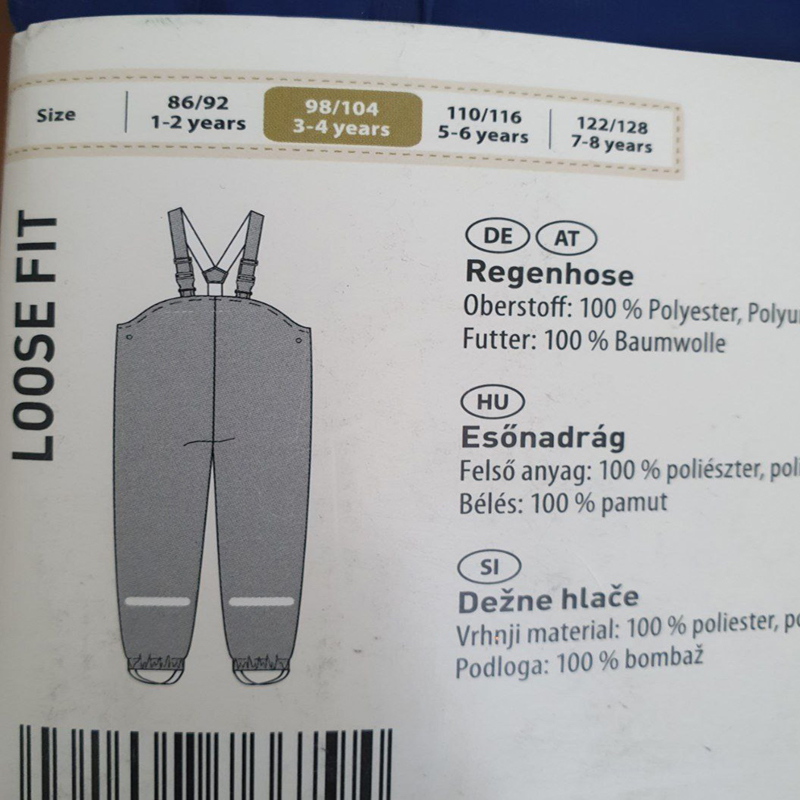 Size
86/92
1-2 years
98/104
3-4 years
110/116
5-6 years
122/128
7-8 years
LOOSE FIT
DE AT
Regenhose
Oberstoff: 100 % Polyester,
Futter: 100 % Baumwolle
HU
Esőnadrág
Felső anyag: 100 % poliészter,
Bélés: 100 % pamut
SI
Dežne hlače
Vrhnji material: 100 % poliester,
Podloga: 100 % bombaž